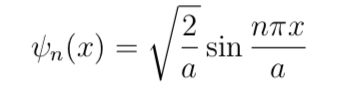 ψₙ(x) = √(2/a) sin nπx/a